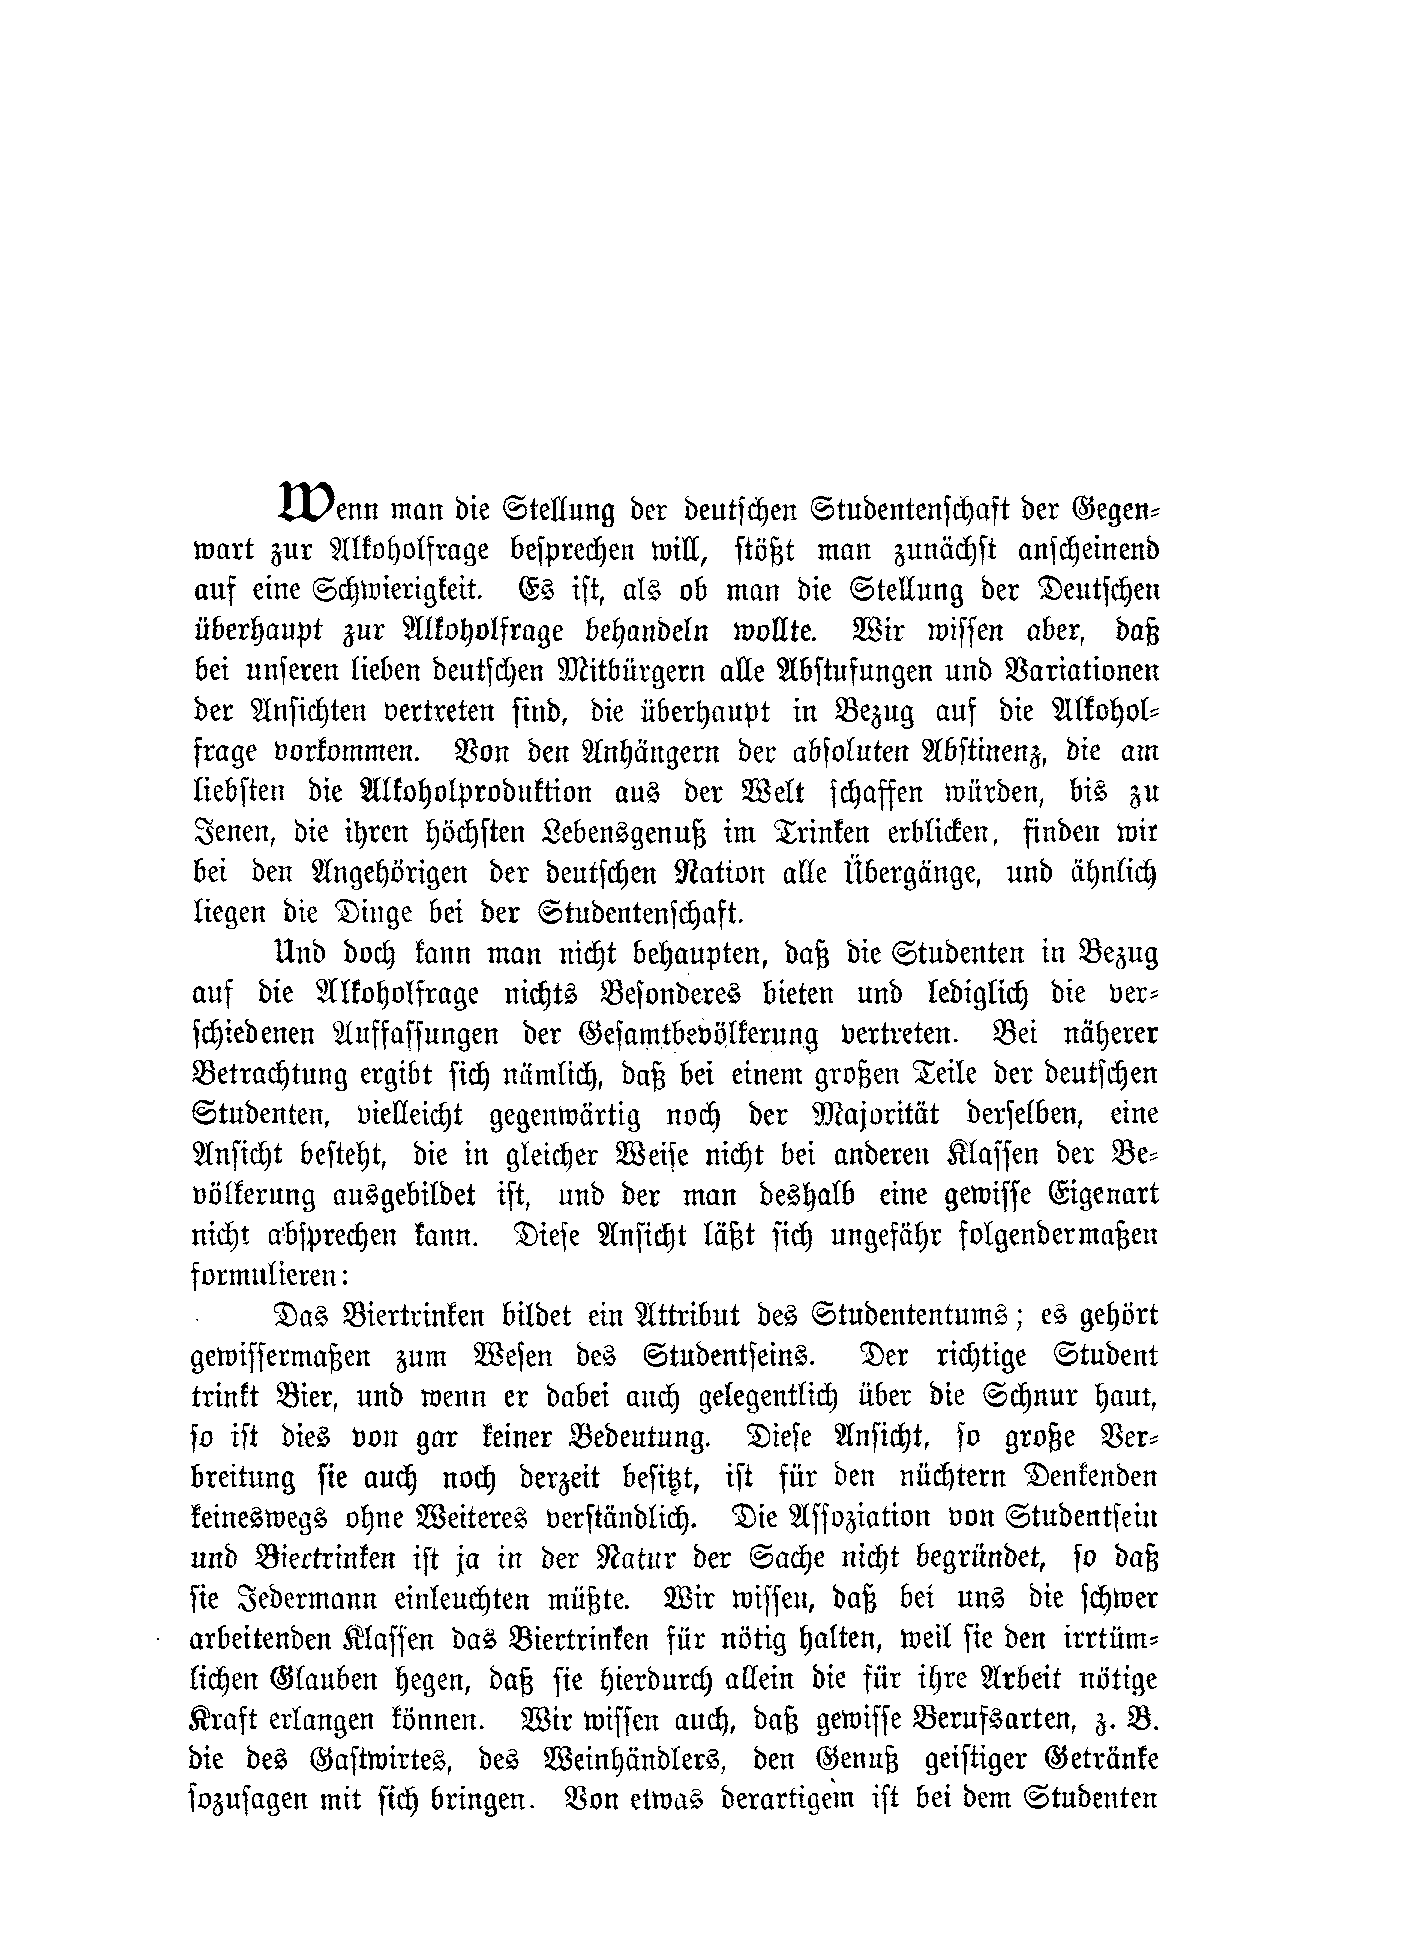 Wenn man die Stellung der deutschen Studentenschaft der Gegen-
wart zur Alkoholfrage besprechen will, stößt man zunächst anscheinend
auf eine Schwierigkeit. Es ist, als ob man die Stellung der Deutschen
überhaupt zur Alkoholfrage behandeln wollte. Wir wissen aber, daß
bei unseren lieben deutschen Mitbürgern alle Abstufungen und Variationen
der Ansichten vertreten sind, die überhaupt in Bezug auf die Alkohol-
frage vorkommen. Von den Anhängern der absoluten Abstinenz, die am
liebsten die Alkoholproduktion aus der Welt schaffen würden, bis zu
Jenen, die ihren höchsten Lebensgenuß im Trinken erblicken, finden wir
bei den Angehörigen der deutschen Nation alle Übergänge, und ähnlich
liegen die Dinge bei der Studentenschaft.
Und doch kann man nicht behaupten, daß die Studenten in Bezug
auf die Alkoholfrage nichts Besonderes bieten und lediglich die ver-
schiedenen Auffassungen der Gesamtbevölkerung vertreten. Bei näherer
Betrachtung ergibt sich nämlich, daß bei einem großen Teile der deutschen
Studenten, vielleicht gegenwärtig noch der Majorität derselben, eine
Ansicht besteht, die in gleicher Weise nicht bei anderen Klassen der Be-
völkerung ausgebildet ist, und der man deshalb eine gewisse Eigenart
nicht absprechen kann. Diese Ansicht läßt sich ungefähr folgendermaßen
formulieren:
Das Biertrinken bildet ein Attribut des Studententums; es gehört
gewissermaßen zum Wesen des Studentseins. Der richtige Student
trinkt Bier, und wenn er dabei auch gelegentlich über die Schnur haut,
so ist dies von gar keiner Bedeutung. Diese Ansicht, so große Ver-
breitung sie auch noch derzeit besitzt, ist für den nüchtern Denkenden
keineswegs ohne Weiteres verständlich. Die Assoziation von Studentsein
und Biertrinken ist ja in der Natur der Sache nicht begründet, so daß
sie Jedermann einleuchten müßte. Wir wissen, daß bei uns die schwer
arbeitenden Klassen das Biertrinken für nötig halten, weil sie den irrtüm-
lichen Glauben hegen, daß sie hierdurch allein die für ihre Arbeit nötige
Kraft erlangen können. Wir wissen auch, daß gewisse Berufsarten, z. B.
die des Gastwirtes, des Weinhändlers, den Genuß geistiger Getränke
sozusagen mit sich bringen. Von etwas derartigem ist bei dem Studenten